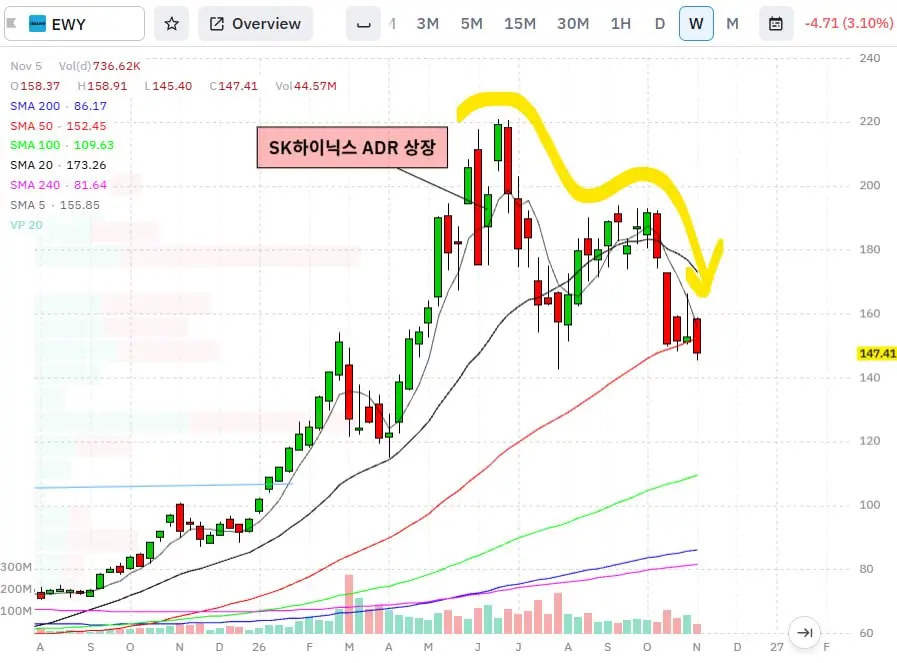 EWY
Overview
3M 5M 15M 30M 1H D W M
-4.71 (3.10%)
Nov 5 Vol(d) 736.62K
O158.37 H158.91 L145.40 C147.41 Vol44.57M
SMA 200 · 86.17
SMA 50 · 152.45
SMA 100 · 109.63
SMA 20 · 173.26
SMA 240 · 81.64
SMA 5 · 155.85
VP 20
SK하이닉스 ADR 상장
240
220
200
180
160
147.41
140
120
100
80
60
300M
200M
100M
A S O N D 26 F M A M J J A S O N D 27 F